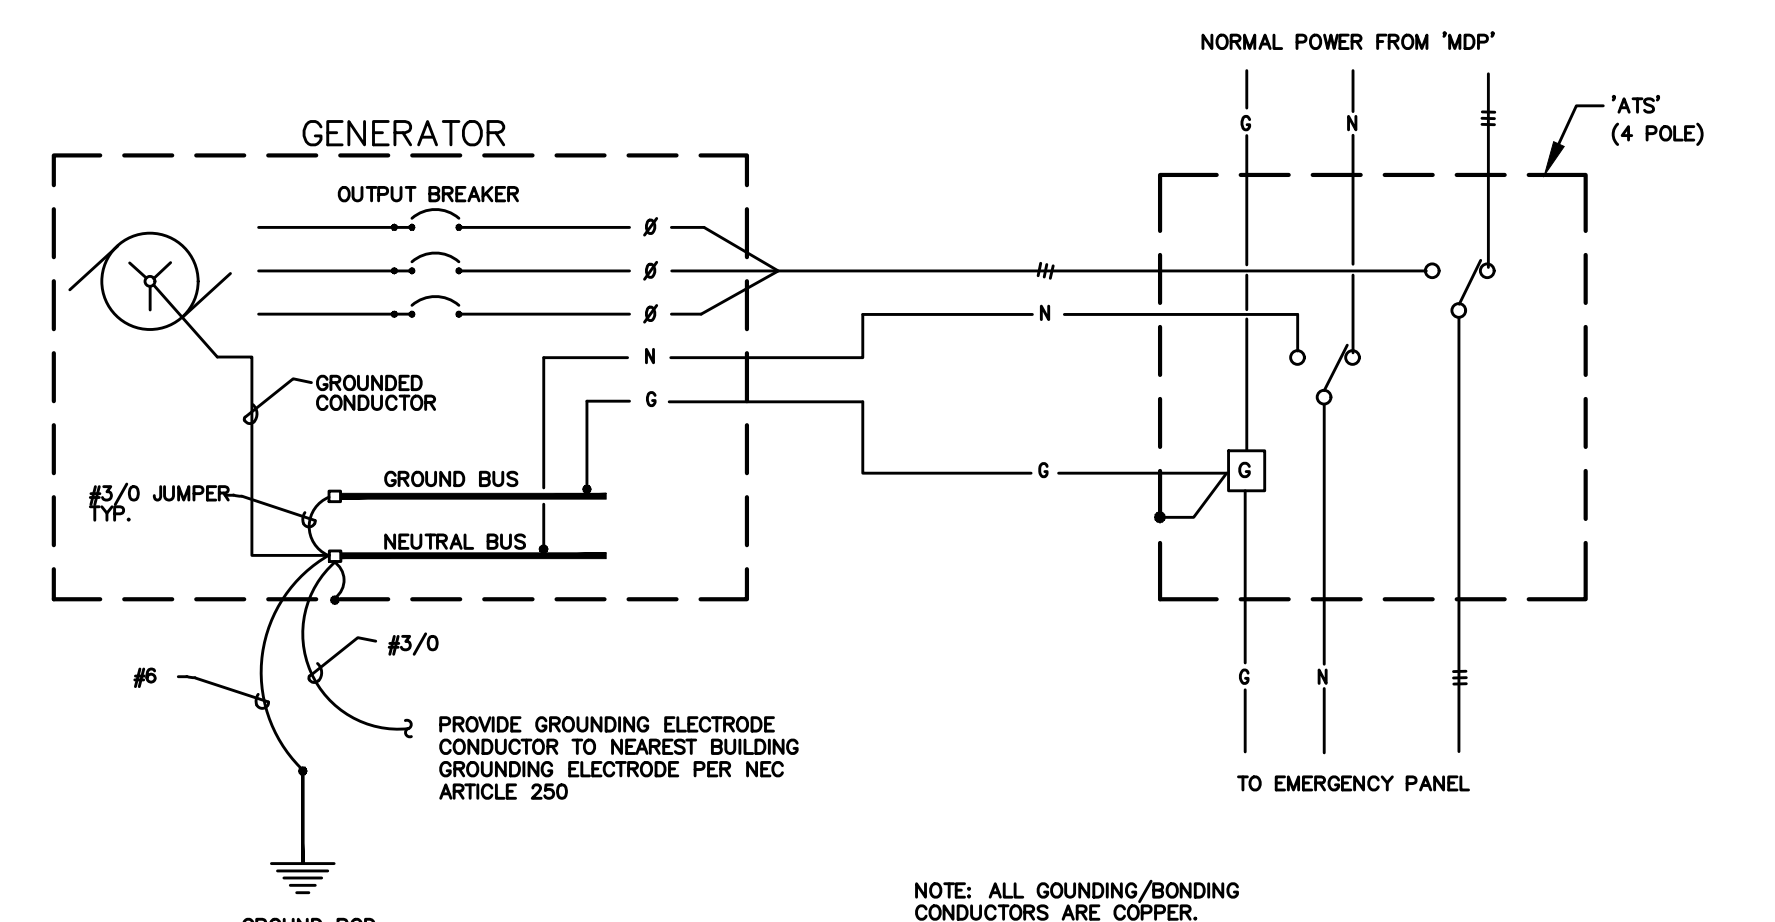 NORMAL POWER FROM 'MDP'
'ATS'
(4 POLE)
G
N
GENERATOR
OUTPUT BREAKER
Ø
Ø
Ø
N
N
G
GROUNDED
CONDUCTOR
GROUND BUS
G
G
#3/0 JUMPER
TYP.
NEUTRAL BUS
#3/0
#6
G
N
PROVIDE GROUNDING ELECTRODE
CONDUCTOR TO NEAREST BUILDING
GROUNDING ELECTRODE PER NEC
ARTICLE 250
TO EMERGENCY PANEL
NOTE: ALL GOUNDING/BONDING
CONDUCTORS ARE COPPER.
GROUND ROD